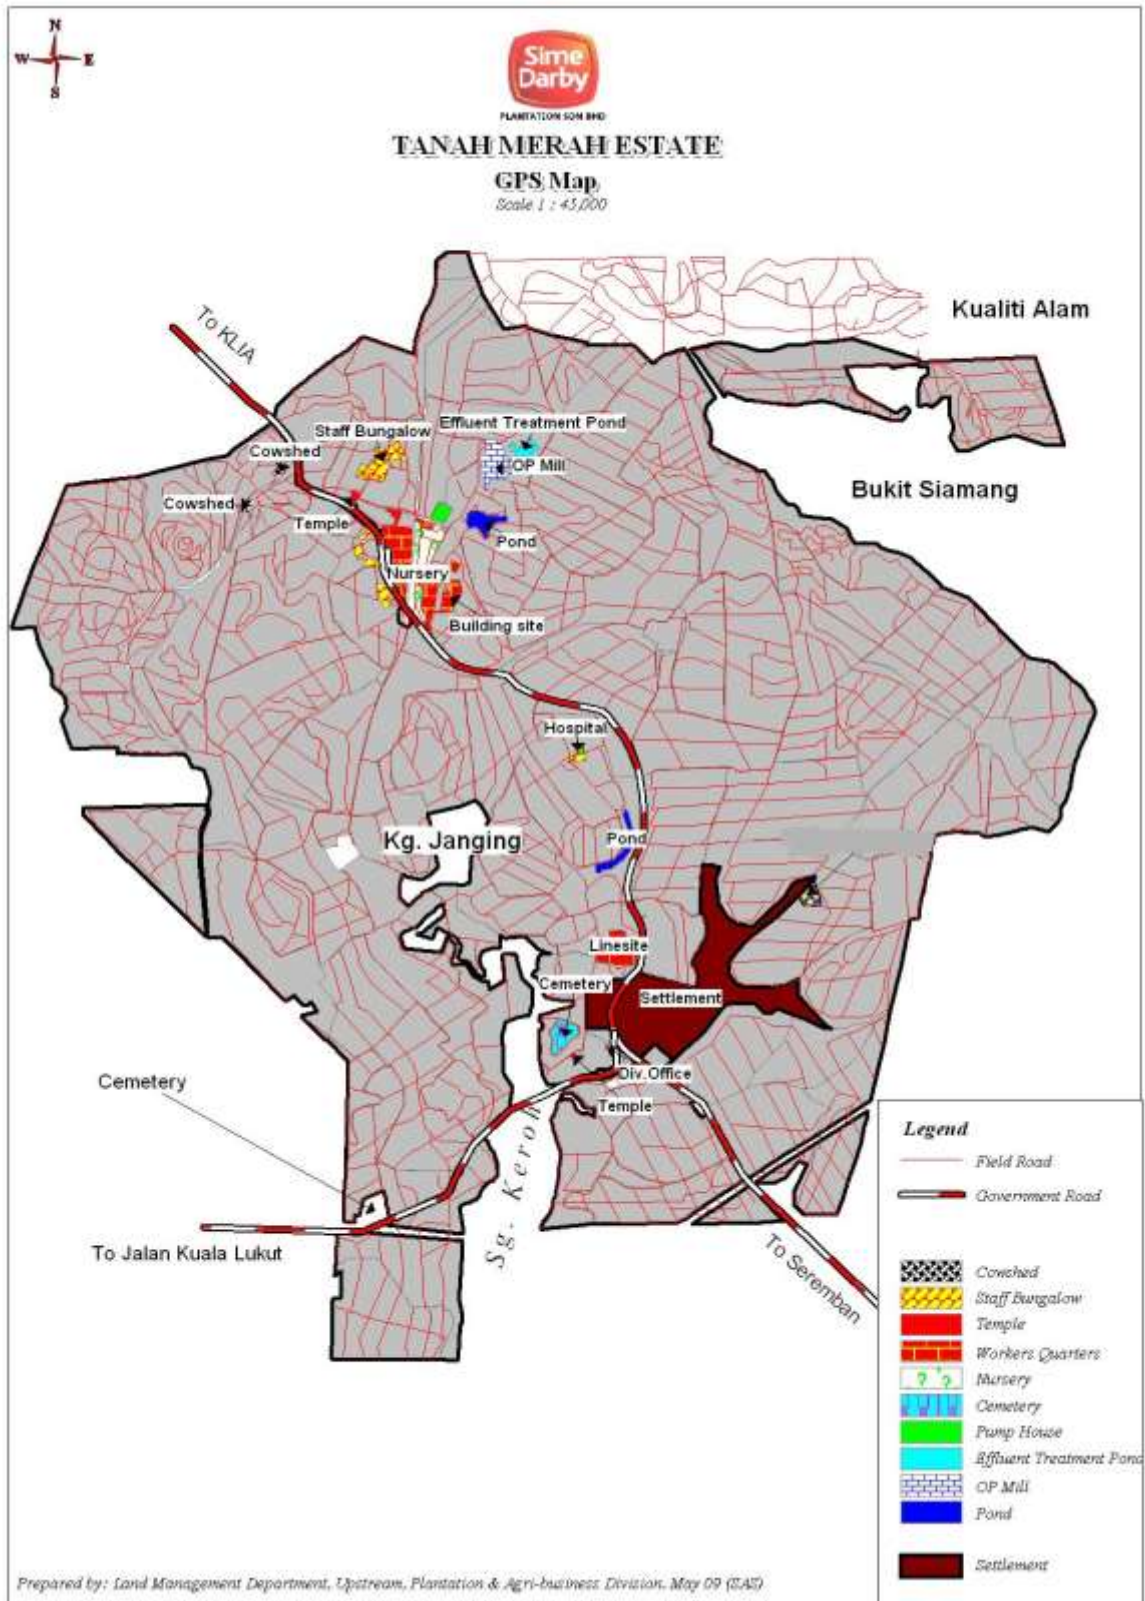 N
W E
S
Sime
Darby
PLANTATION SDN BHD
TANAH MERAH ESTATE
GPS Map
Scale 1 : 45,000
Kualiti Alam
To KLIA
Effluent Treatment Pond
Staff Bungalow
Cowshed
OP Mill
Bukit Siamang
Cowshed
Temple
Pond
Nursery
Building site
Hospital
Pond
Kg. Janging
Linesite
Cemetery
Settlement
Div.Office
Cemetery
Temple
Sg. Keroh
To Jalan Kuala Lukut
To Seremban
Legend
Field Road
Government Road
Cowshed
Staff Bungalow
Temple
Workers Quarters
? ? Nursery
Cemetery
Pump House
Effluent Treatment Pond
OP Mill
Pond
Settlement
Prepared by: Land Management Department, Upstream, Plantation & Agri-business Division. May 09 (SAS)